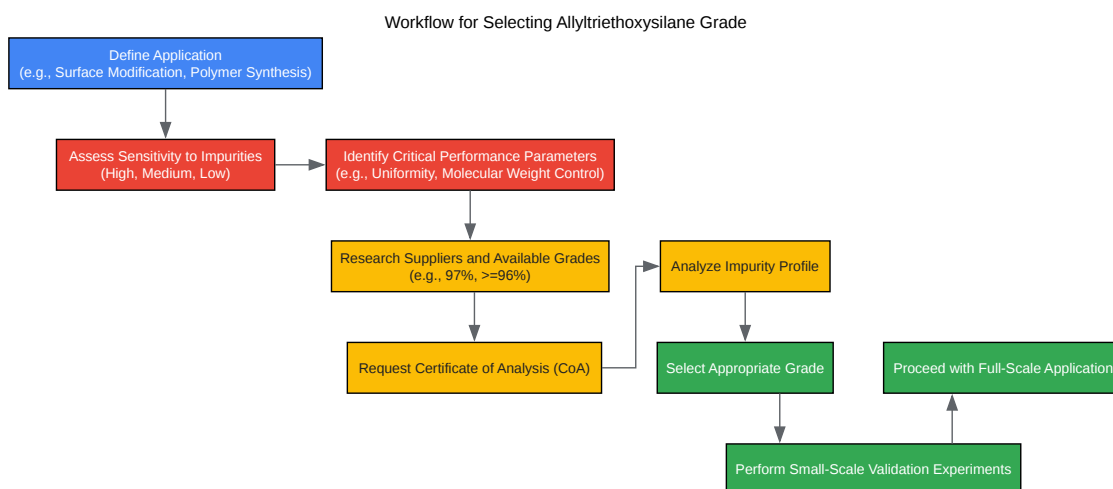 Workflow for Selecting Allyltriethoxysilane Grade
Define Application
(e.g., Surface Modification, Polymer Synthesis)
Assess Sensitivity to Impurities
(High, Medium, Low)
Identify Critical Performance Parameters
(e.g., Uniformity, Molecular Weight Control)
Research Suppliers and Available Grades
(e.g., 97%, >=96%)
Analyze Impurity Profile
Request Certificate of Analysis (CoA)
Select Appropriate Grade
Proceed with Full-Scale Application
Perform Small-Scale Validation Experiments